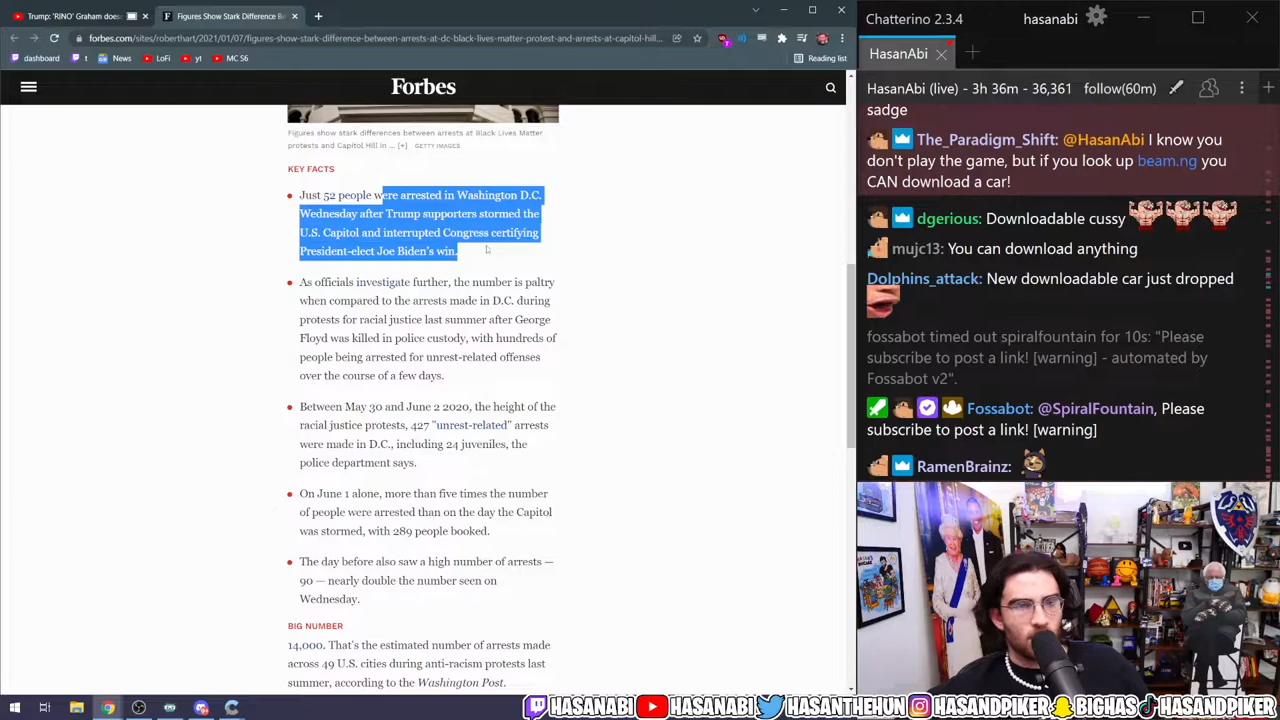 Trump: 'RINO' Graham does
Figures Show Stark Difference Be
forbes.com/sites/roberthart/2021/01/07/figures-show-stark-difference-between-arrests-at-dc-black-lives-matter-protest-and-arrests-at-capitol-hill...
dashboard
t
News
LoFi
yt
MC S6
Reading list
Forbes
Figures show stark differences between arrests at Black Lives Matter
protests and Capitol Hill in ... [+] GETTY IMAGES
KEY FACTS
Just 52 people were arrested in Washington D.C.
Wednesday after Trump supporters stormed the
U.S. Capitol and interrupted Congress certifying
President-elect Joe Biden's win.
As officials investigate further, the number is paltry
when compared to the arrests made in D.C. during
protests for racial justice last summer after George
Floyd was killed in police custody, with hundreds of
people being arrested for unrest-related offenses
over the course of a few days.
Between May 30 and June 2 2020, the height of the
racial justice protests, 427 "unrest-related" arrests
were made in D.C., including 24 juveniles, the
police department says.
On June 1 alone, more than five times the number
of people were arrested than on the day the Capitol
was stormed, with 289 people booked.
The day before also saw a high number of arrests —
90 — nearly double the number seen on
Wednesday.
BIG NUMBER
14,000. That's the estimated number of arrests made
across 49 U.S. cities during anti-racism protests last
summer, according to the Washington Post.
Chatterino 2.3.4
hasanabi
HasanAbi
HasanAbi (live) - 3h 36m - 36,361
follow(60m)
sadge
The_Paradigm_Shift: @HasanAbi I know you
don't play the game, but if you look up beam.ng you
CAN download a car!
dgerious: Downloadable cussy
mujc13: You can download anything
Dolphins_attack: New downloadable car just dropped
fossabot timed out spiralfountain for 10s: "Please
subscribe to post a link! [warning] - automated by
Fossabot v2".
Fossabot: @SpiralFountain, Please
subscribe to post a link! [warning]
RamenBrainz:
HASANABI
HASANABI
HASANTHEHUN
HASANDPIKER
BIGHAS
HASANDPIKER